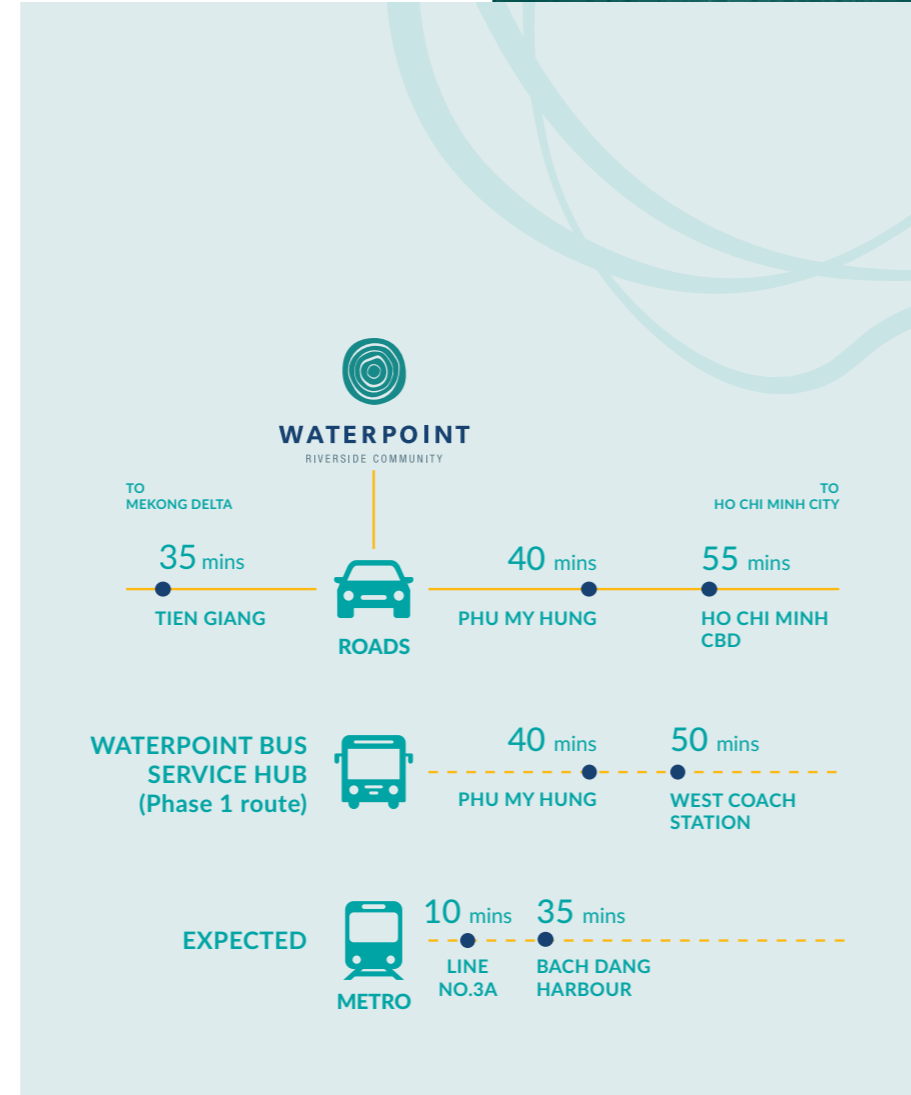 WATERPOINT
RIVERSIDE COMMUNITY
TO
MEKONG DELTA
TO
HO CHI MINH CITY
35 mins
TIEN GIANG
ROADS
40 mins
PHU MY HUNG
55 mins
HO CHI MINH
CBD
WATERPOINT BUS
SERVICE HUB
(Phase 1 route)
40 mins
PHU MY HUNG
50 mins
WEST COACH
STATION
EXPECTED
METRO
10 mins
LINE
NO.3A
35 mins
BACH DANG
HARBOUR